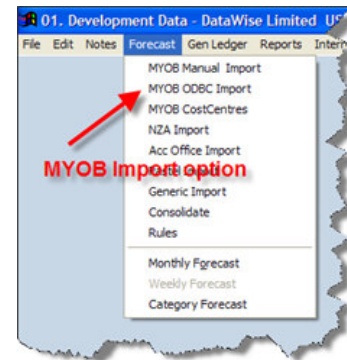 01. Development Data - DataWise Limited US
File Edit Notes Forecast Gen Ledger Reports Intern
MYOB Manual Import
MYOB ODBC Import
MYOB CostCentres
NZA Import
Acc Office Import
MYOB Import option
Generic Import
Consolidate
Rules
Monthly Forecast
Weekly Forecast
Category Forecast